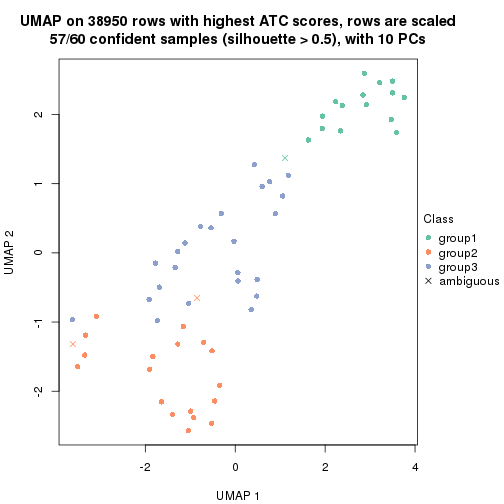 UMAP on 38950 rows with highest ATC scores, rows are scaled
57/60 confident samples (silhouette > 0.5), with 10 PCs
UMAP 2
2
1
0
-1
-2
-2
0
2
4
UMAP 1
Class
group1
group2
group3
ambiguous